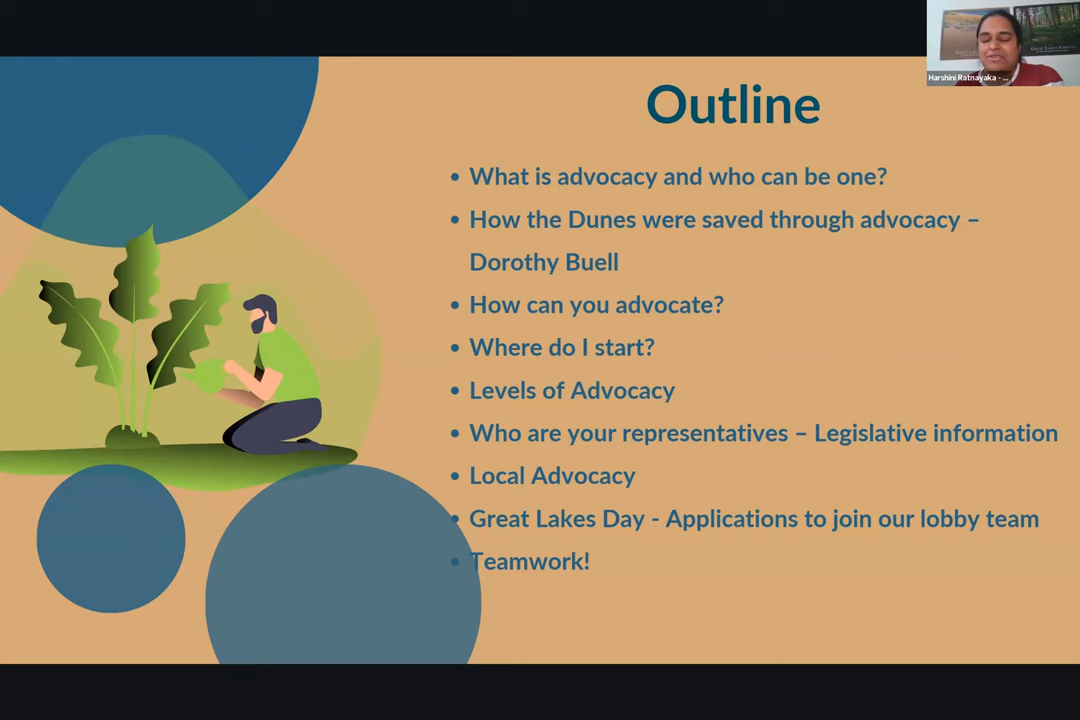 Harshini Ratnayaka - ...
Outline
• What is advocacy and who can be one?
• How the Dunes were saved through advocacy –
Dorothy Buell
• How can you advocate?
• Where do I start?
• Levels of Advocacy
• Who are your representatives – Legislative information
• Local Advocacy
• Great Lakes Day - Applications to join our lobby team
• Teamwork!